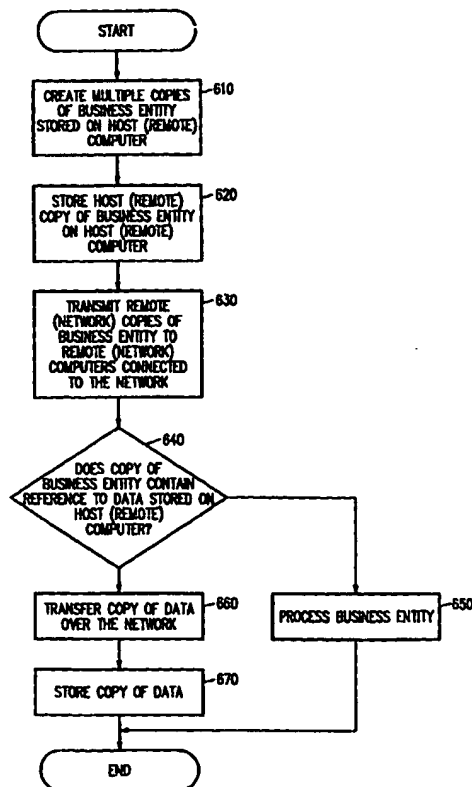 START
CREATE MULTIPLE COPIES
OF BUSINESS ENTITY
STORED ON HOST (REMOTE)
COMPUTER
610
STORE HOST (REMOTE)
COPY OF BUSINESS ENTITY
ON HOST (REMOTE)
COMPUTER
620
TRANSMIT REMOTE
(NETWORK) COPIES OF
BUSINESS ENTITY TO
REMOTE (NETWORK)
COMPUTERS CONNECTED
TO THE NETWORK
630
640
DOES COPY OF
BUSINESS ENTITY CONTAIN
REFERENCE TO DATA STORED ON
HOST (REMOTE)
COMPUTER?
TRANSFER COPY OF DATA
OVER THE NETWORK
660
PROCESS BUSINESS ENTITY
650
STORE COPY OF DATA
670
END